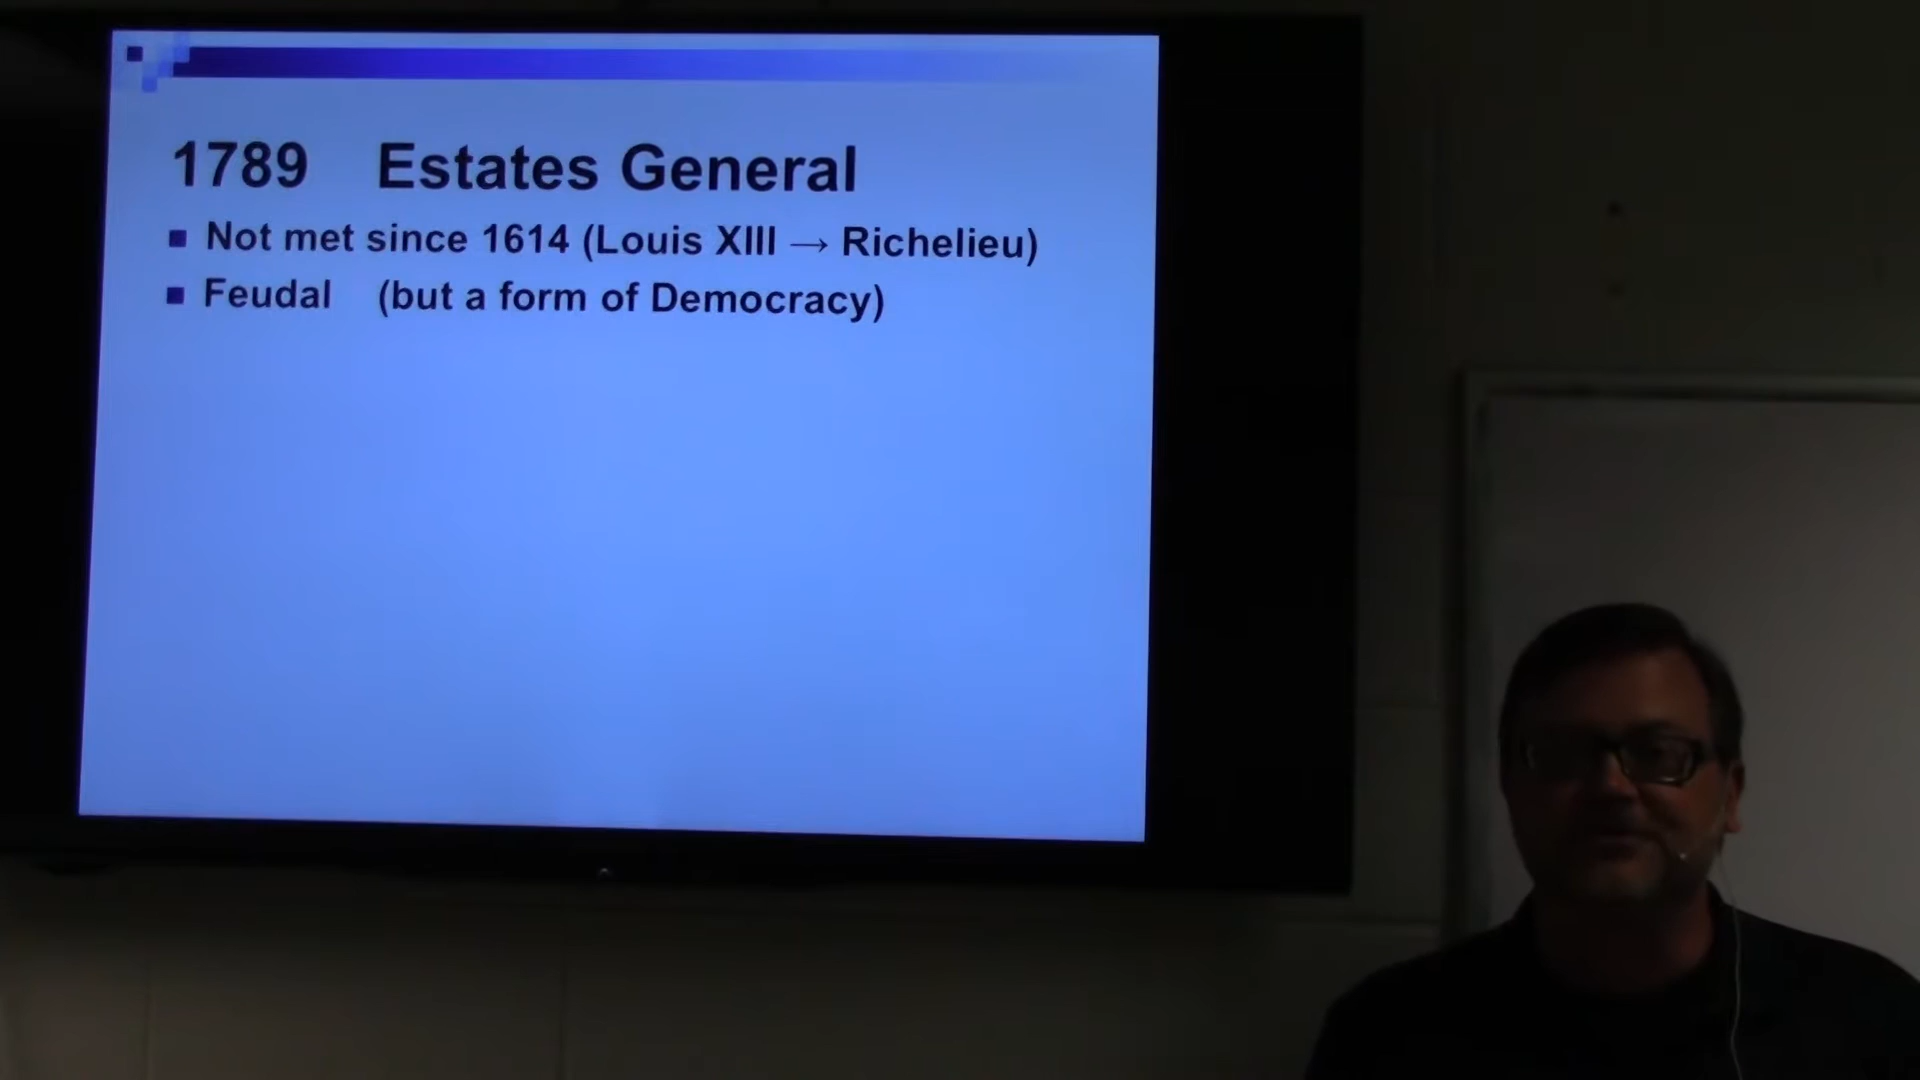 1789 Estates General
Not met since 1614 (Louis XIII → Richelieu)
Feudal (but a form of Democracy)